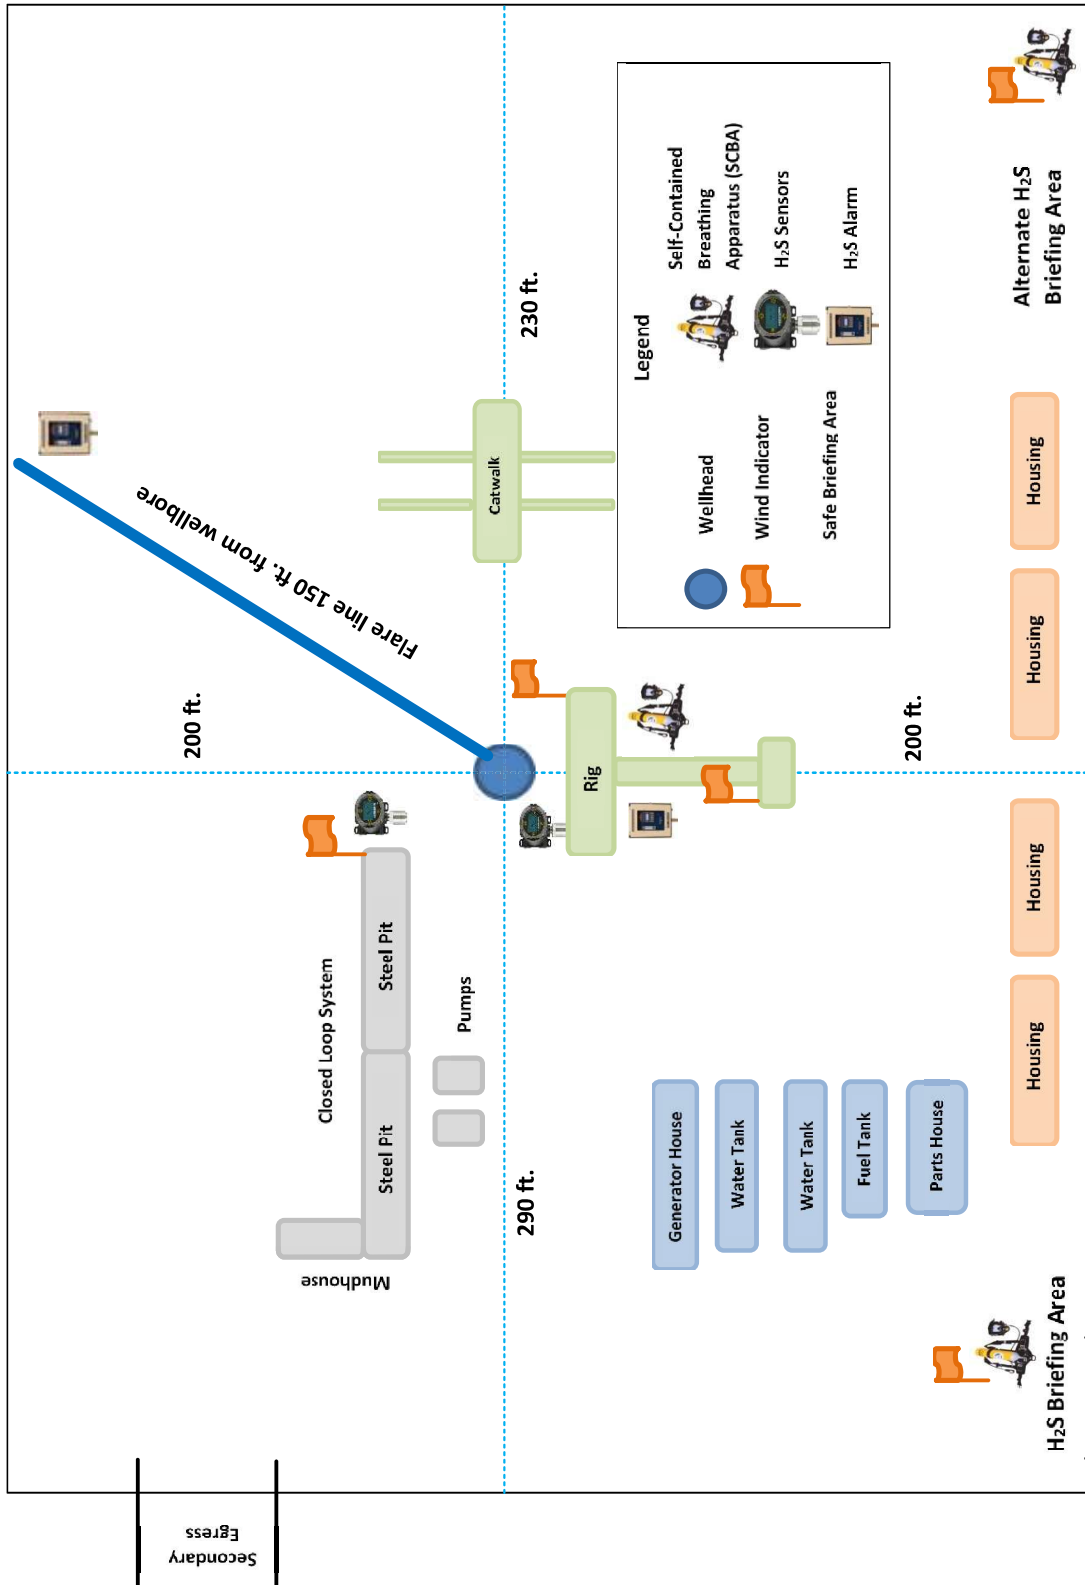 Secondary
Egress
200 ft.
Flare line 150 ft. from wellbore
Closed Loop System
Mudhouse
Steel Pit
Steel Pit
Pumps
290 ft.
230 ft.
Catwalk
Rig
Generator House
Water Tank
Water Tank
Fuel Tank
Parts House
200 ft.
Legend
Wellhead
Wind Indicator
Safe Briefing Area
Self-Contained
Breathing
Apparatus (SCBA)
H₂S Sensors
H₂S Alarm
Housing
Housing
Housing
Housing
H₂S Briefing Area
Alternate H₂S
Briefing Area